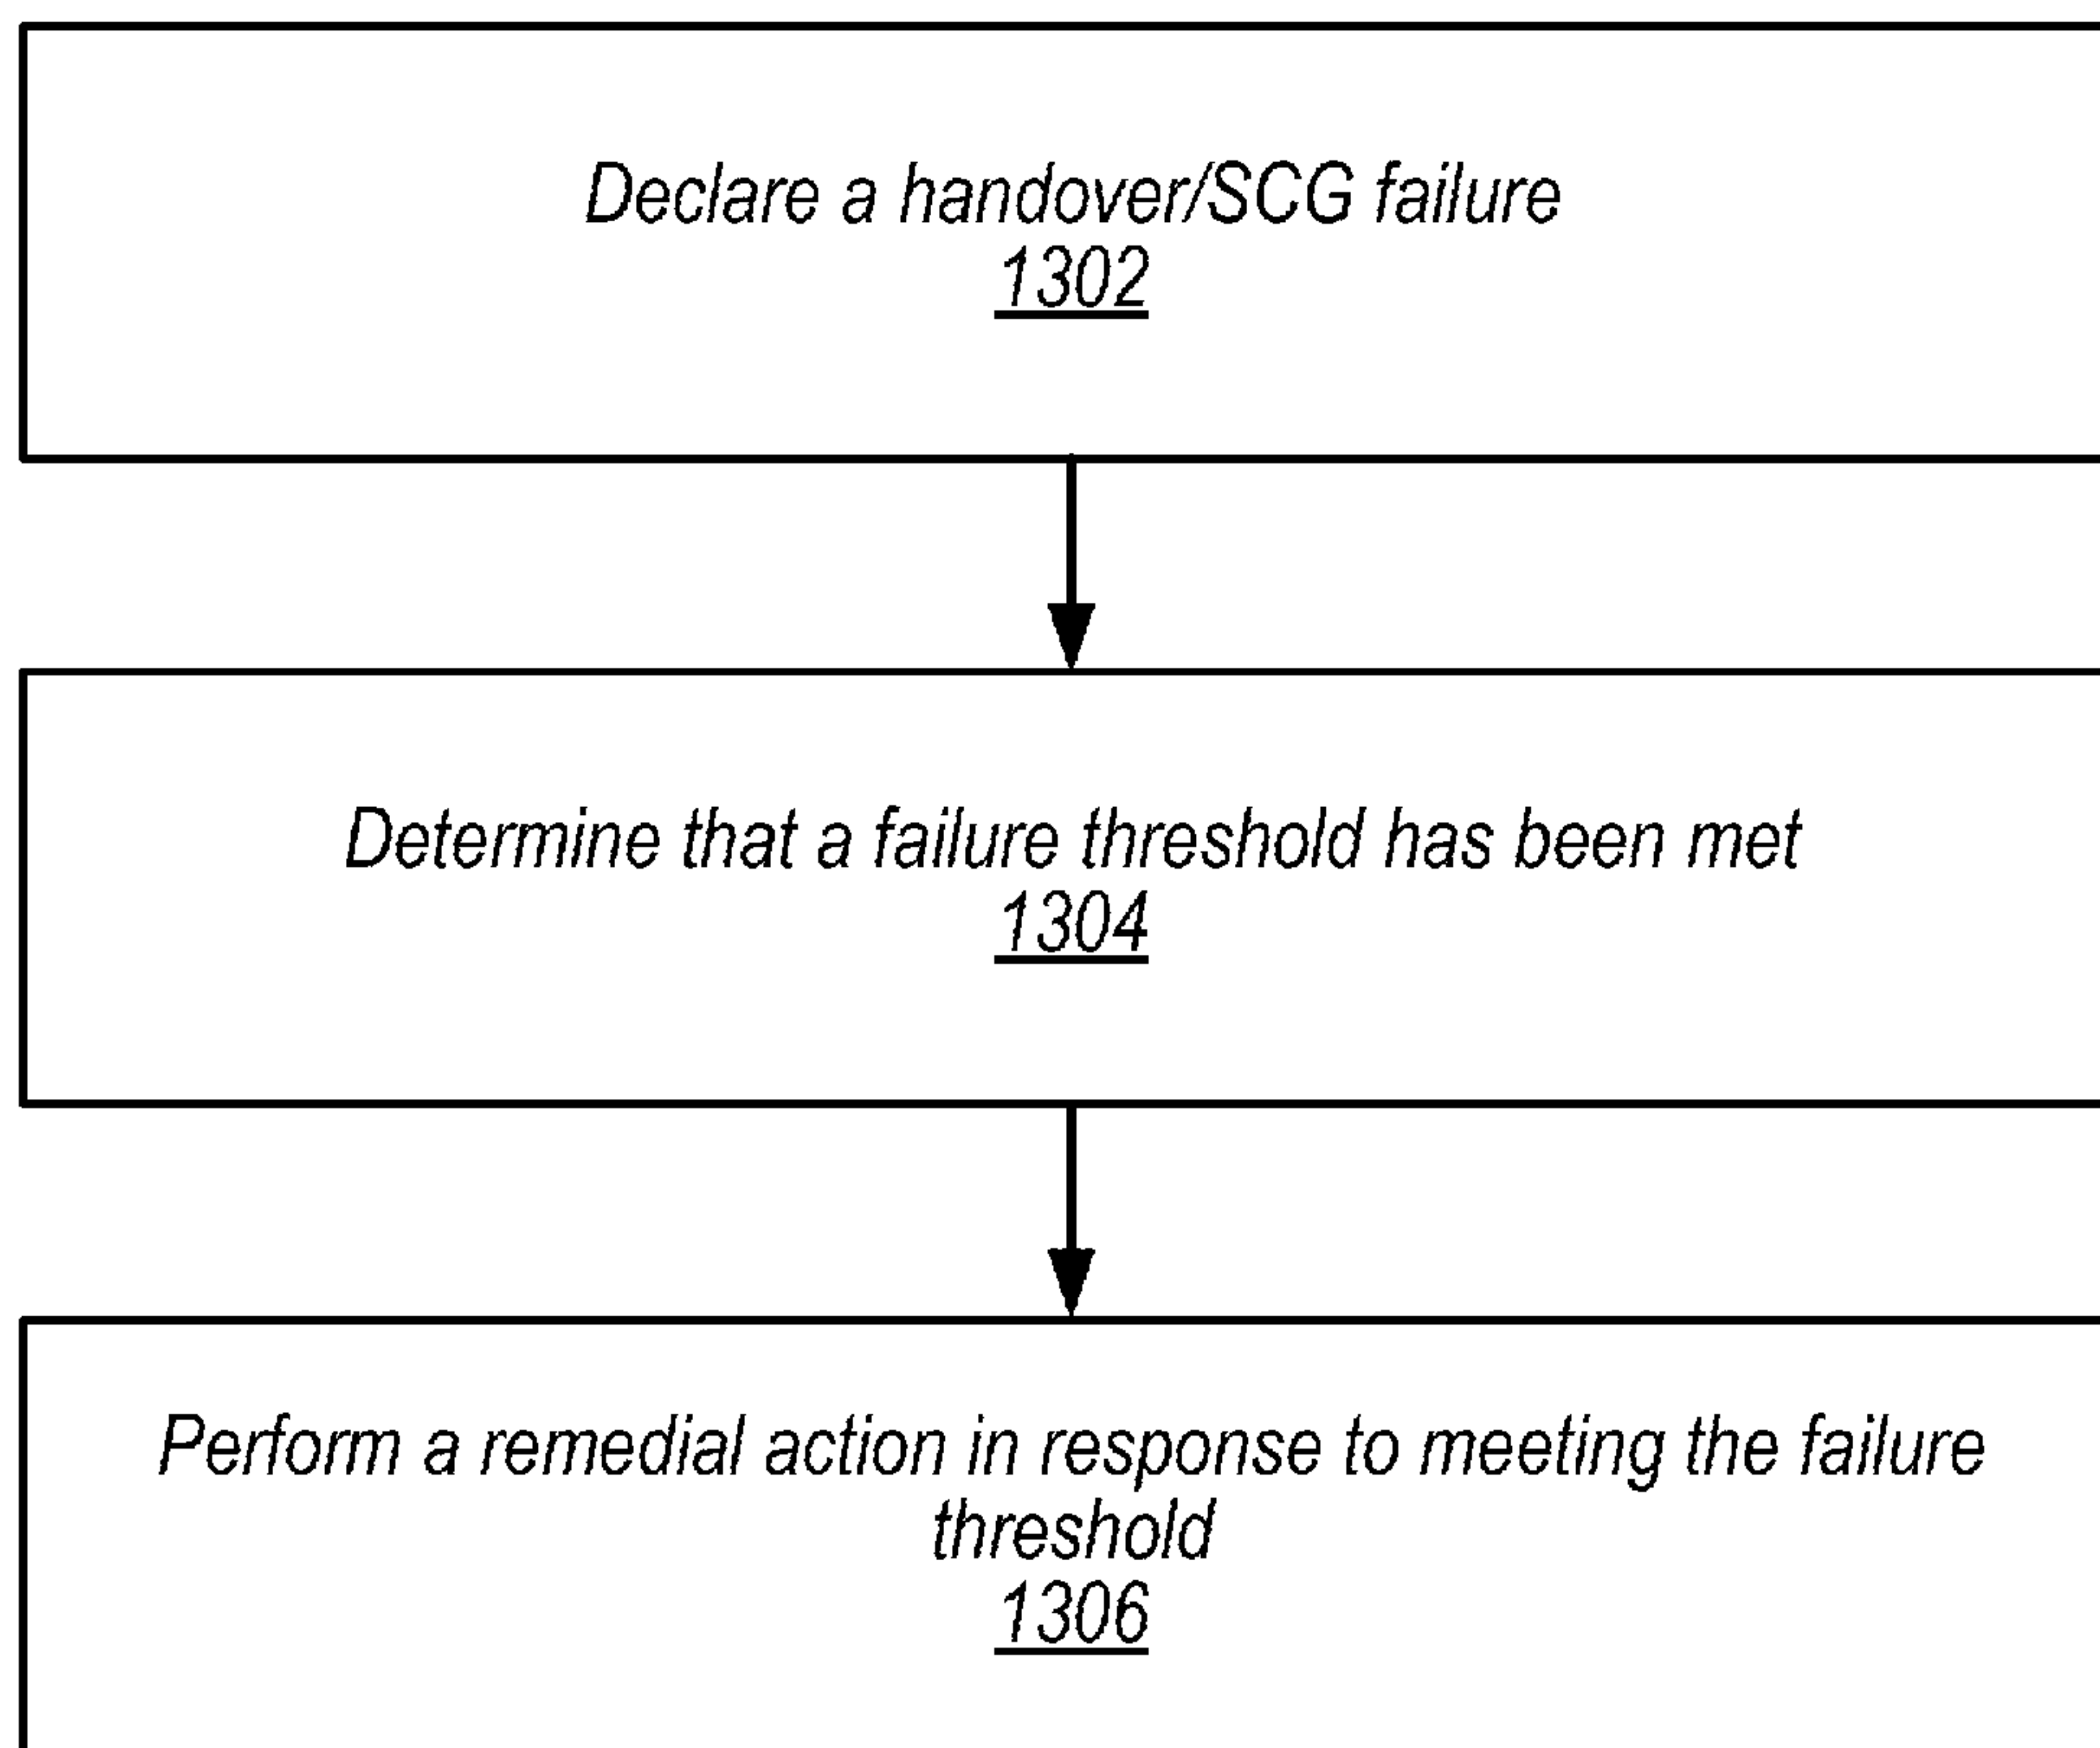 Declare a handover/SCG failure
1302
Determine that a failure threshold has been met
1304
Perform a remedial action in response to meeting the failure
threshold
1306